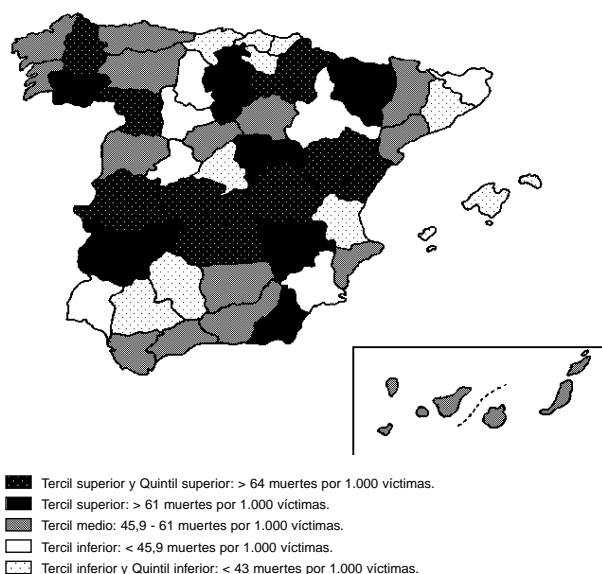 Tercil superior y Quintil superior: > 64 muertes por 1.000 víctimas.
Tercil superior: > 61 muertes por 1.000 víctimas.
Tercil medio: 45,9 - 61 muertes por 1.000 víctimas.
Tercil inferior: < 45,9 muertes por 1.000 víctimas.
Tercil inferior y Quintil inferior: < 43 muertes por 1.000 víctimas.